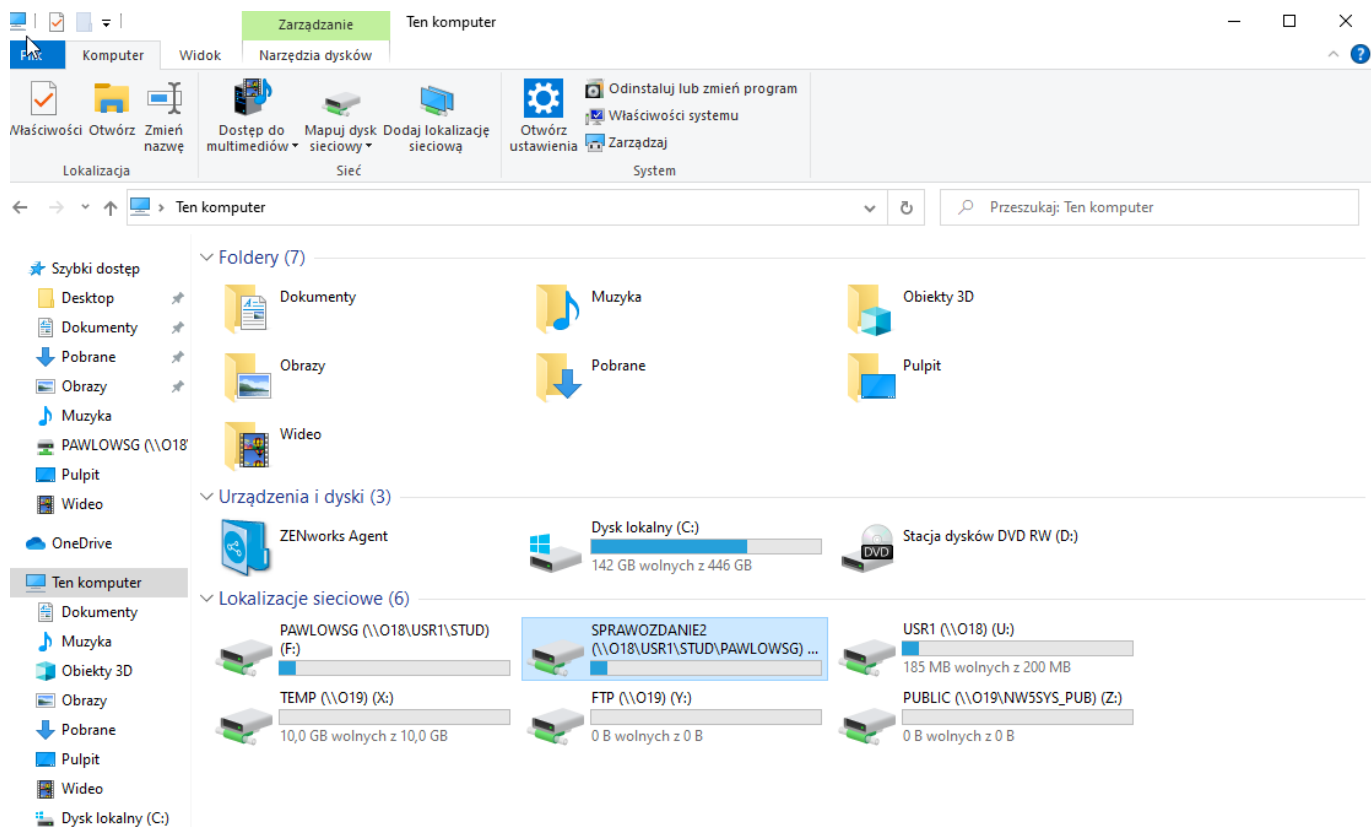 Zarządzanie Ten komputer
Komputer Widok Narzędzia dysków
Właściwości Otwórz Zmień nazwę Dostęp do multimediów Mapuj dysk sieciowy Dodaj lokalizację sieciową Otwórz ustawienia
Odinstaluj lub zmień program
Właściwości systemu
Zarządzaj
Lokalizacja Sieć System
Ten komputer Przeszukaj: Ten komputer
Szybki dostęp
Desktop
Dokumenty
Pobrane
Obrazy
Muzyka
PAWLOWSG (\\O18
Pulpit
Wideo
OneDrive
Ten komputer
Dokumenty
Muzyka
Obiekty 3D
Obrazy
Pobrane
Pulpit
Wideo
Dysk lokalny (C:)
Foldery (7)
Dokumenty Muzyka Obiekty 3D
Obrazy Pobrane Pulpit
Wideo
Urządzenia i dyski (3)
ZENworks Agent
Dysk lokalny (C:)
142 GB wolnych z 446 GB
Stacja dysków DVD RW (D:)
DVD
Lokalizacje sieciowe (6)
PAWLOWSG (\\O18\USR1\STUD)
(F:)
SPRAWOZDANIE2
(\\O18\USR1\STUD\PAWLOWSG) ...
USR1 (\\O18) (U:)
185 MB wolnych z 200 MB
TEMP (\\O19) (X:)
10,0 GB wolnych z 10,0 GB
FTP (\\O19) (Y:)
0 B wolnych z 0 B
PUBLIC (\\O19\NW5SYS_PUB) (Z:)
0 B wolnych z 0 B